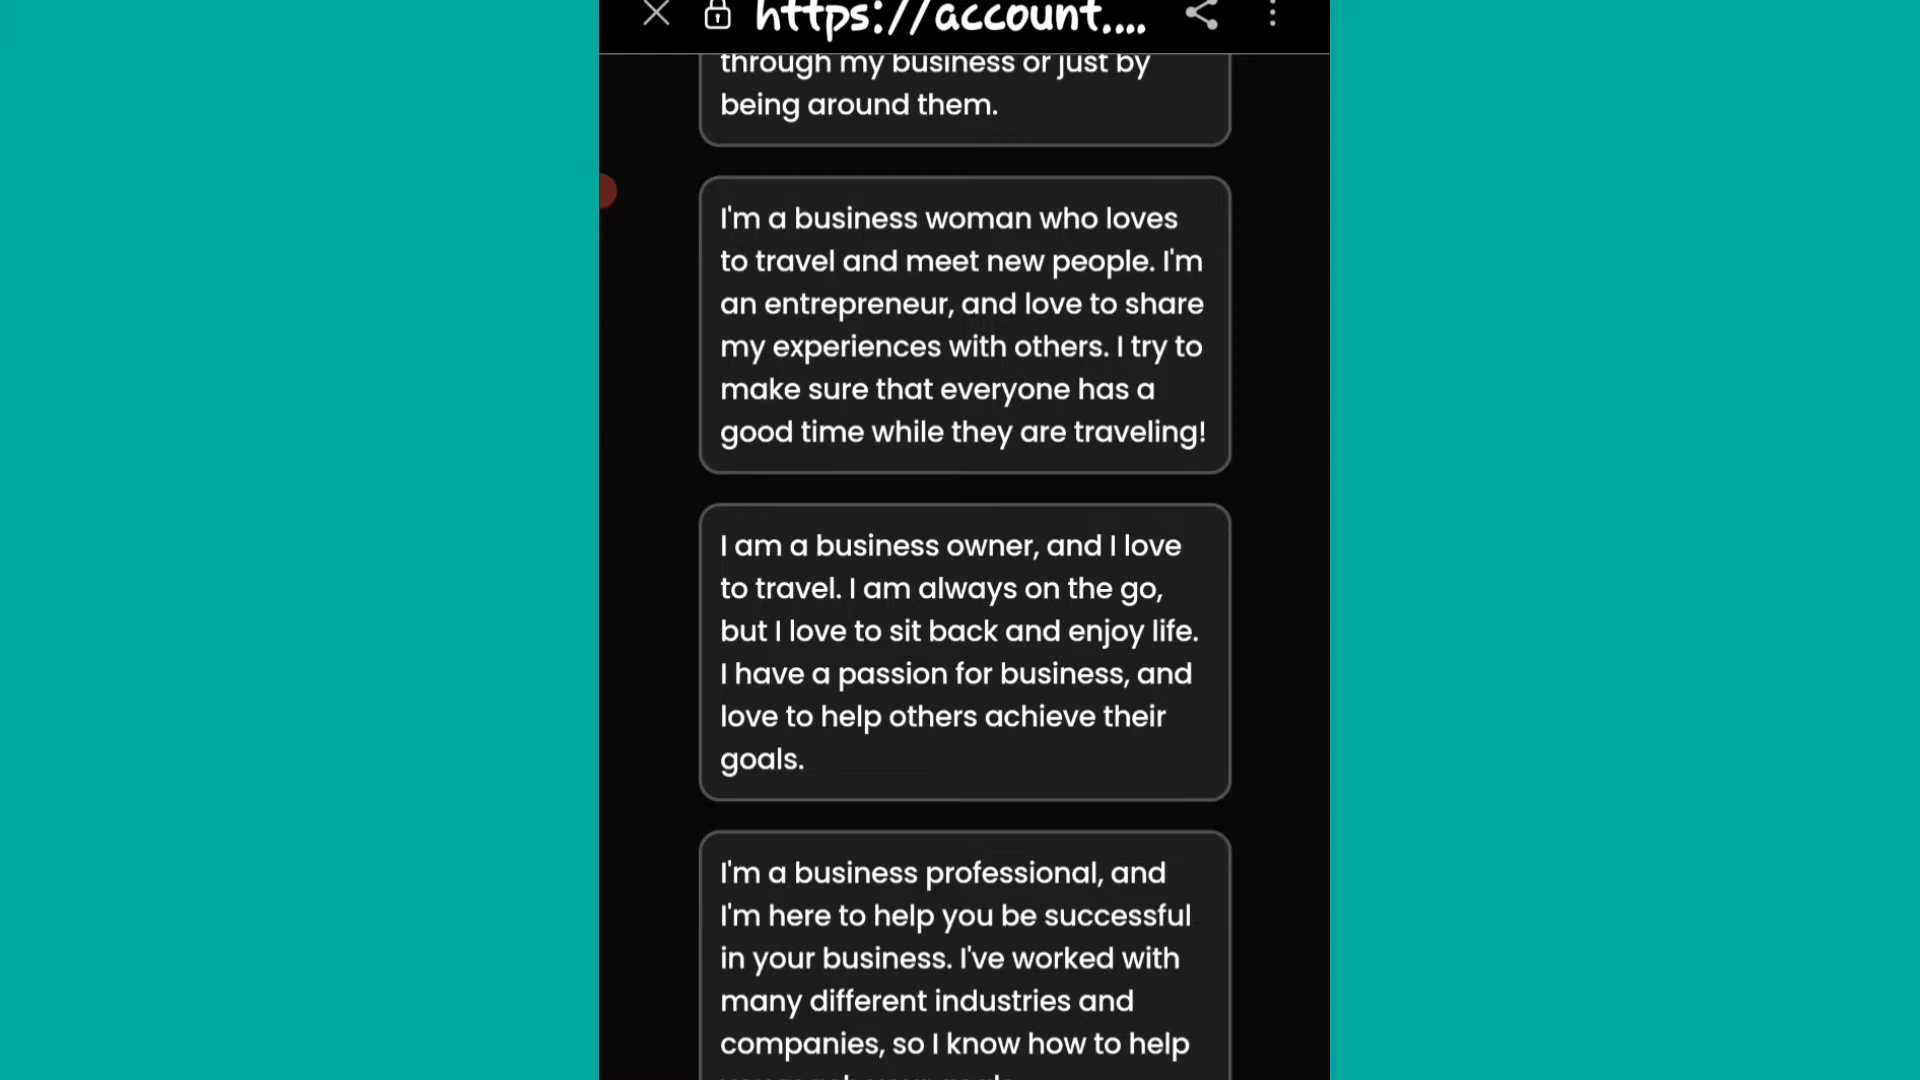 https://account....
through my business or just by
being around them.
I'm a business woman who loves
to travel and meet new people. I'm
an entrepreneur, and love to share
my experiences with others. I try to
make sure that everyone has a
good time while they are traveling!
I am a business owner, and I love
to travel. I am always on the go,
but I love to sit back and enjoy life.
I have a passion for business, and
love to help others achieve their
goals.
I'm a business professional, and
I'm here to help you be successful
in your business. I've worked with
many different industries and
companies, so I know how to help